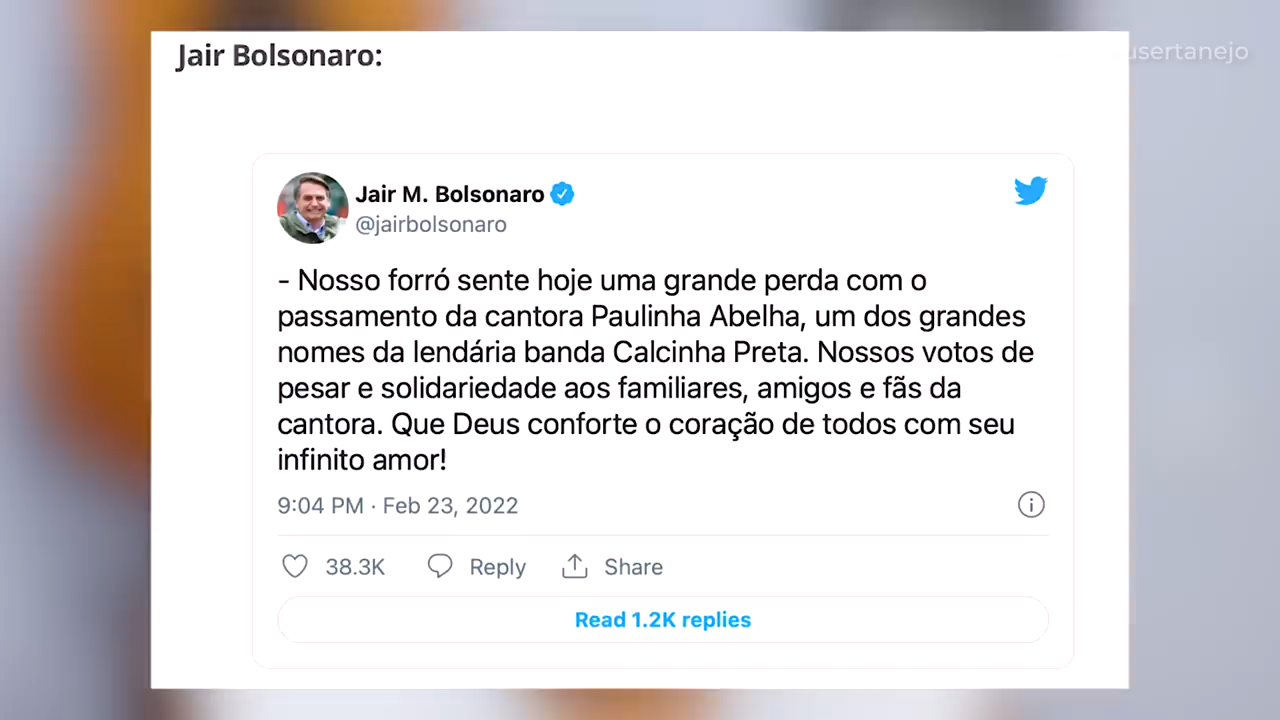 Jair Bolsonaro:
usertanejo
Jair M. Bolsonaro
@jairbolsonaro
- Nosso forró sente hoje uma grande perda com o
passamento da cantora Paulinha Abelha, um dos grandes
nomes da lendária banda Calcinha Preta. Nossos votos de
pesar e solidariedade aos familiares, amigos e fãs da
cantora. Que Deus conforte o coração de todos com seu
infinito amor!
9:04 PM · Feb 23, 2022
38.3K Reply Share
Read 1.2K replies